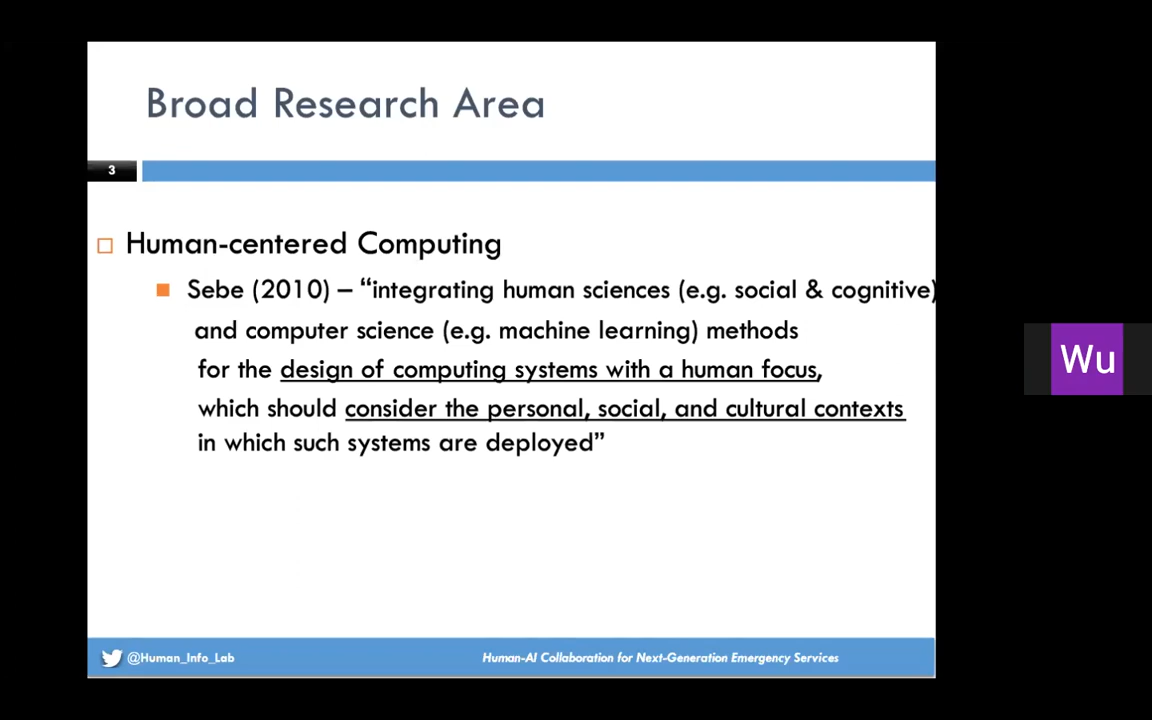 Broad Research Area
3
Human-centered Computing
Sebe (2010) – “integrating human sciences (e.g. social & cognitive)
and computer science (e.g. machine learning) methods
for the design of computing systems with a human focus,
which should consider the personal, social, and cultural contexts
in which such systems are deployed”
Wu
@Human_Info_Lab
Human-AI Collaboration for Next-Generation Emergency Services